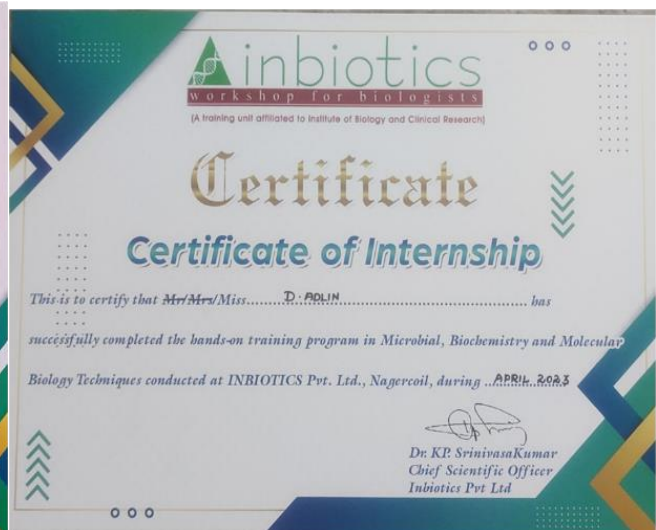 inbiotics
workshop for biologists
(A training unit affiliated to Institute of Biology and Clinical Research)
Certificate
Certificate of Internship
This is to certify that Mr/Mrs/Miss...... D. ADLIN ...................................... has
successfully completed the hands-on training program in Microbial, Biochemistry and Molecular
Biology Techniques conducted at INBIOTICS Pvt. Ltd., Nagercoil, during ..APRIL 2023
Dr. KP. SrinivasaKumar
Chief Scientific Officer
Inbiotics Pvt Ltd